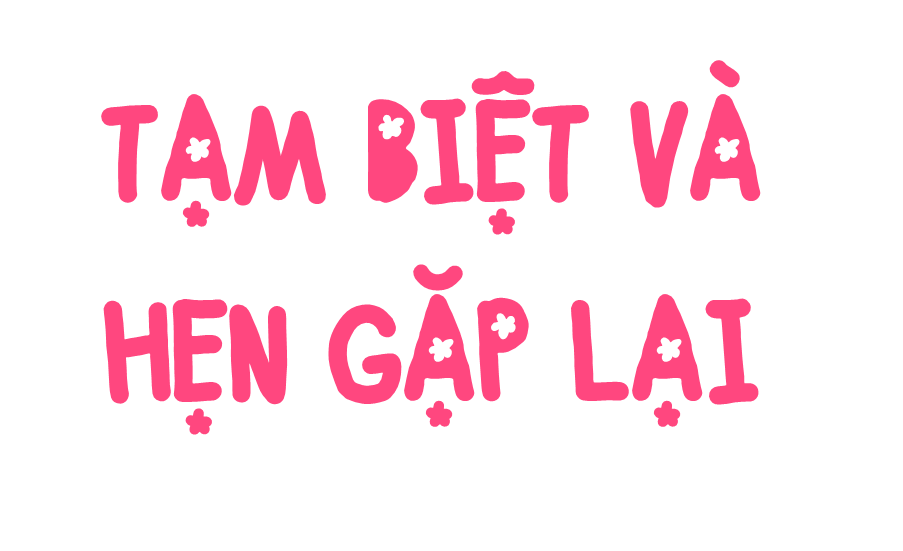 TẠM BIỆT VÀ
HẸN GẶP LẠI